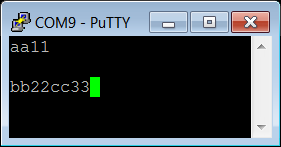 COM9 - PuTTY
aa11
bb22cc33